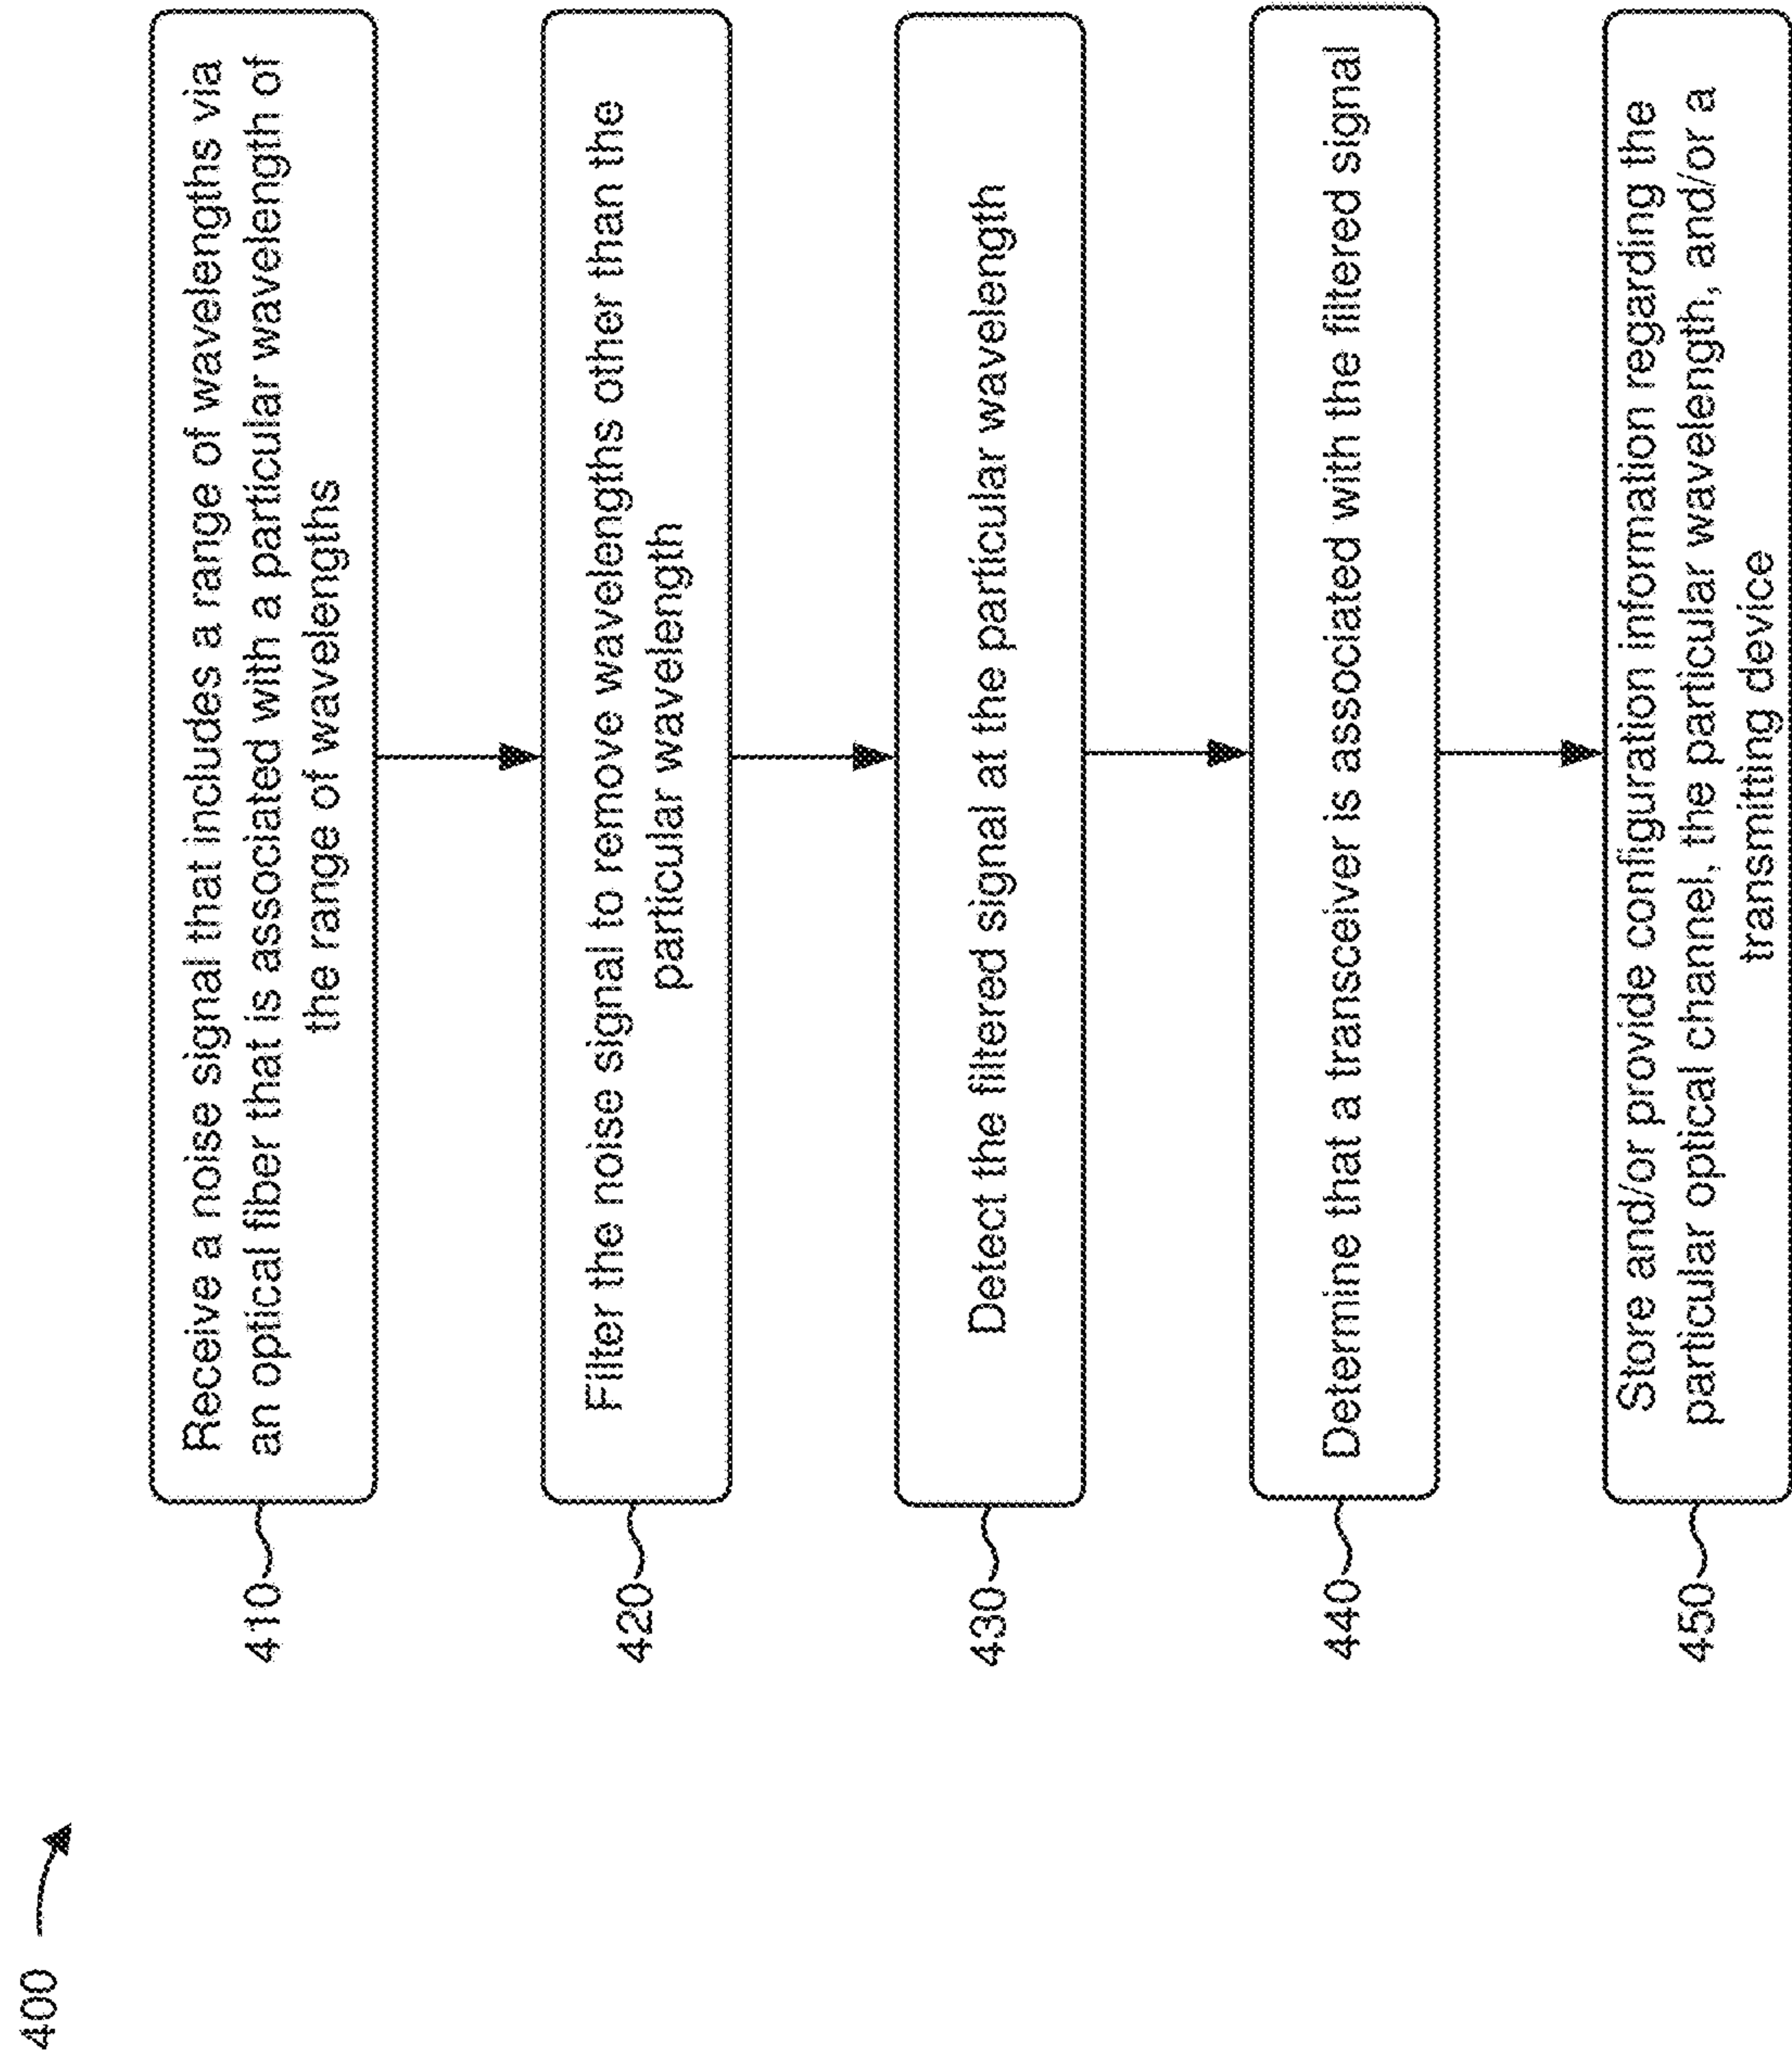 400
410
Receive a noise signal that includes a range of wavelengths via
an optical fiber that is associated with a particular wavelength of
the range of wavelengths
420
Filter the noise signal to remove wavelengths other than the
particular wavelength
430
Detect the filtered signal at the particular wavelength
440
Determine that a transceiver is associated with the filtered signal
450
Store and/or provide configuration information regarding the
particular optical channel, the particular wavelength, and/or a
transmitting device